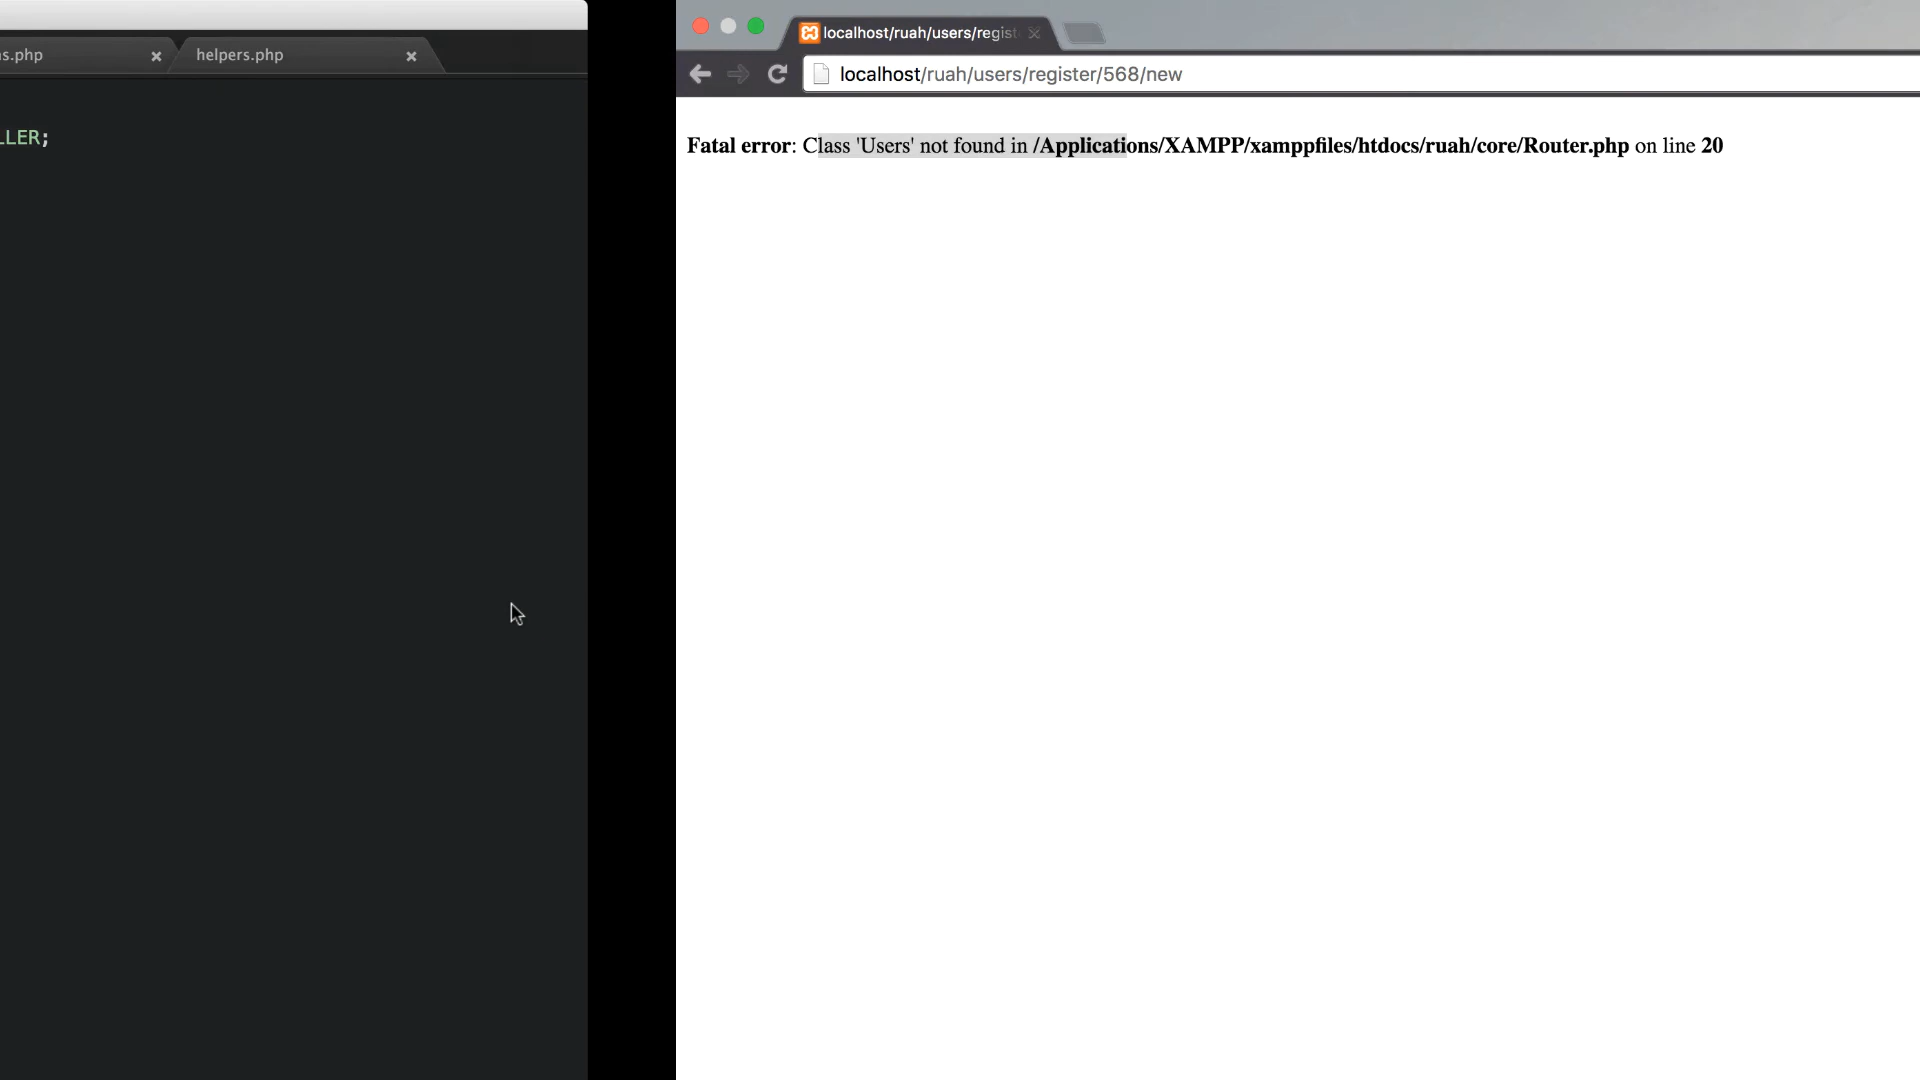 s.php
helpers.php
LLER;
localhost/ruah/users/regist
localhost/ruah/users/register/568/new
Fatal error: Class 'Users' not found in /Applications/XAMPP/xamppfiles/htdocs/ruah/core/Router.php on line 20